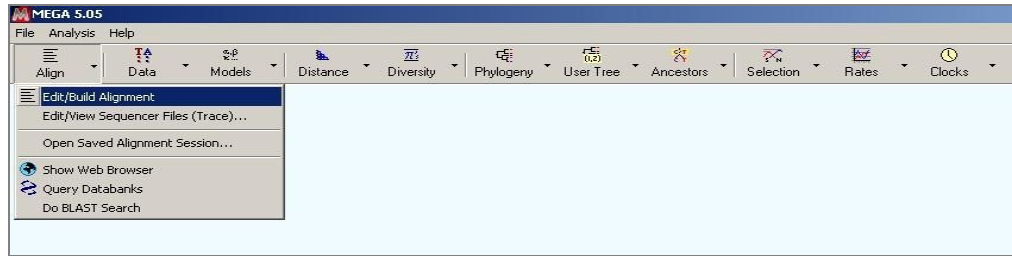 MEGA 5.05
File Analysis Help
Align Data Models Distance Diversity Phylogeny User Tree Ancestors Selection Rates Clocks
Edit/Build Alignment
Edit/View Sequencer Files (Trace)...
Open Saved Alignment Session...
Show Web Browser
Query Databanks
Do BLAST Search